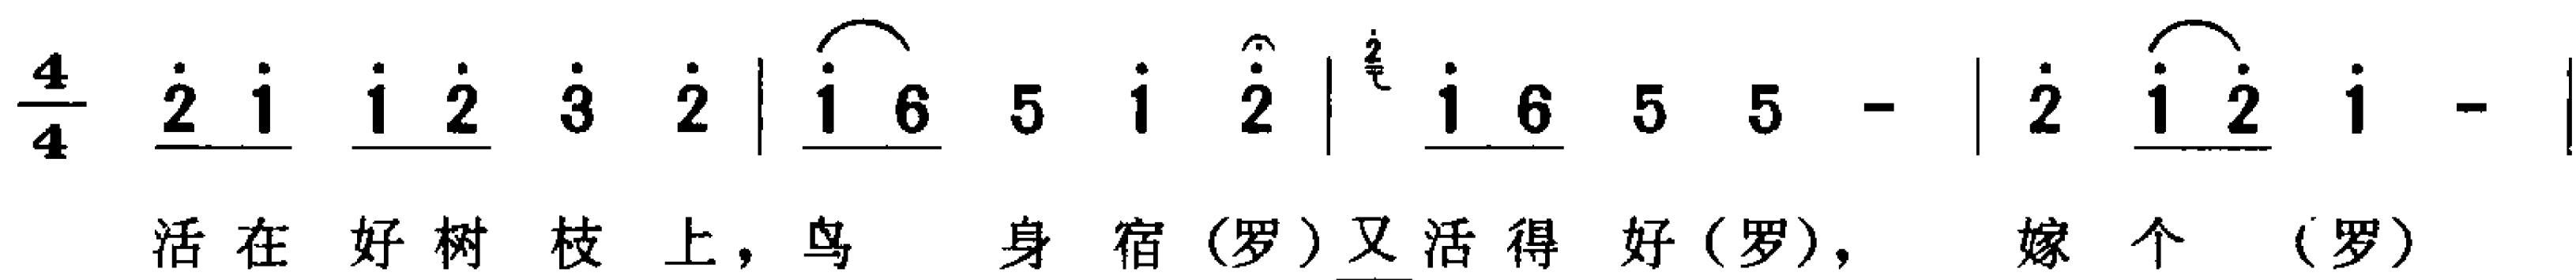 4/4 2̇ 1̇ 1̇ 2̇ 3̇ 2̇ | 1̇ 6 5 1̇ 2̇ | 2̇ 1̇ 6 5 5 - | 2̇ 1̇ 2̇ 1̇ - |
活在好树枝上，鸟身宿（罗）又活得好（罗），嫁个（罗）